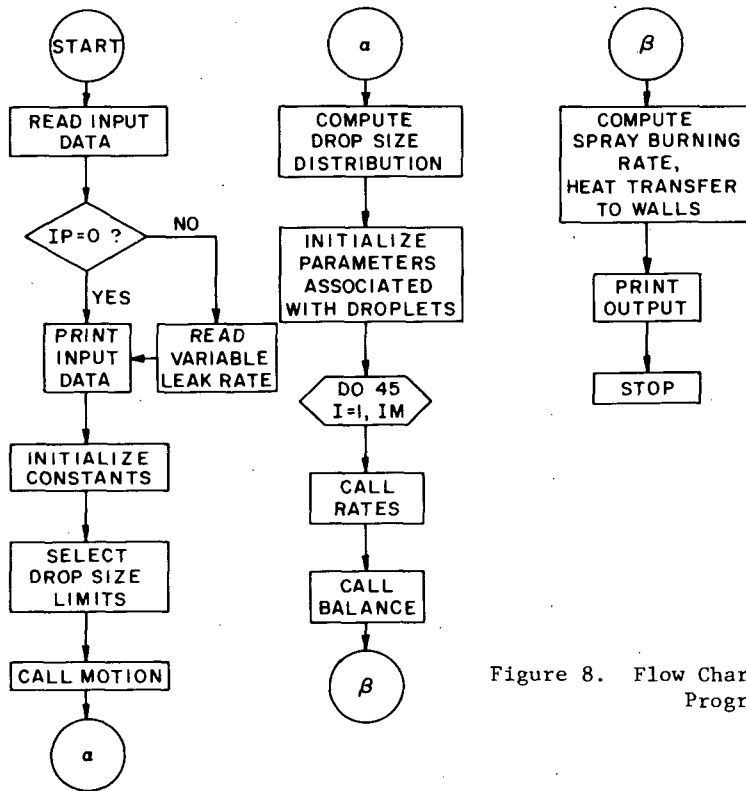 START
READ INPUT
DATA
IP=0 ?
NO
YES
PRINT
INPUT
DATA
READ
VARIABLE
LEAK RATE
INITIALIZE
CONSTANTS
SELECT
DROP SIZE
LIMITS
CALL MOTION
α
α
COMPUTE
DROP SIZE
DISTRIBUTION
INITIALIZE
PARAMETERS
ASSOCIATED
WITH DROPLETS
DO 45
I=1, IM
CALL
RATES
CALL
BALANCE
β
β
COMPUTE
SPRAY BURNING
RATE,
HEAT TRANSFER
TO WALLS
PRINT
OUTPUT
STOP
Figure 8. Flow Char
Progr